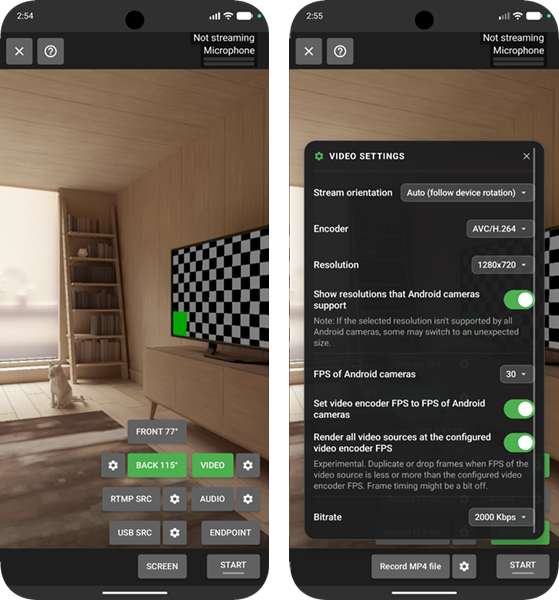 2:54
Not streaming
Microphone
FRONT 77°
BACK 115°
VIDEO
RTMP SRC
AUDIO
USB SRC
ENDPOINT
SCREEN
START
2:55
Not streaming
Microphone
VIDEO SETTINGS
Stream orientation
Auto (follow device rotation)
Encoder
AVC/H.264
Resolution
1280x720
Show resolutions that Android cameras
support
Note: If the selected resolution isn't supported by all
Android cameras, some may switch to an unexpected
size.
FPS of Android cameras
30
Set video encoder FPS to FPS of Android
cameras
Render all video sources at the configured
video encoder FPS
Experimental. Duplicate or drop frames when FPS of the
video source is less or more than the configured video
encoder FPS. Frame timing might be a bit off.
Bitrate
2000 Kbps
Record MP4 file
START